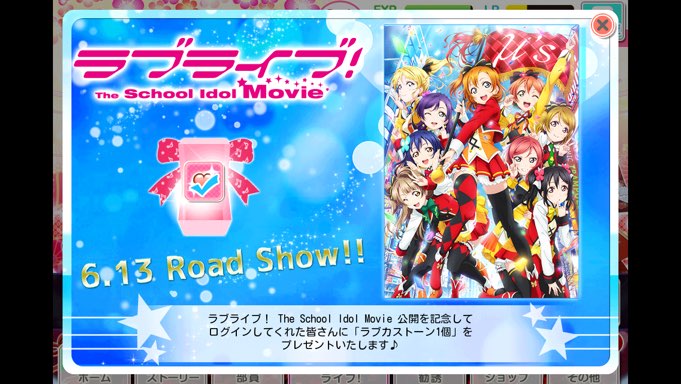 EXP
LP
ラブライブ!
The School Idol Movie
μ's
6.13 Road Show!!
ラブライブ! The School Idol Movie 公開を記念して
ログインしてくれた皆さんに「ラブカストーン1個」を
プレゼントいたします♪
ホーム
ストーリー
部員
ライブ!
勧誘
ショップ
その他